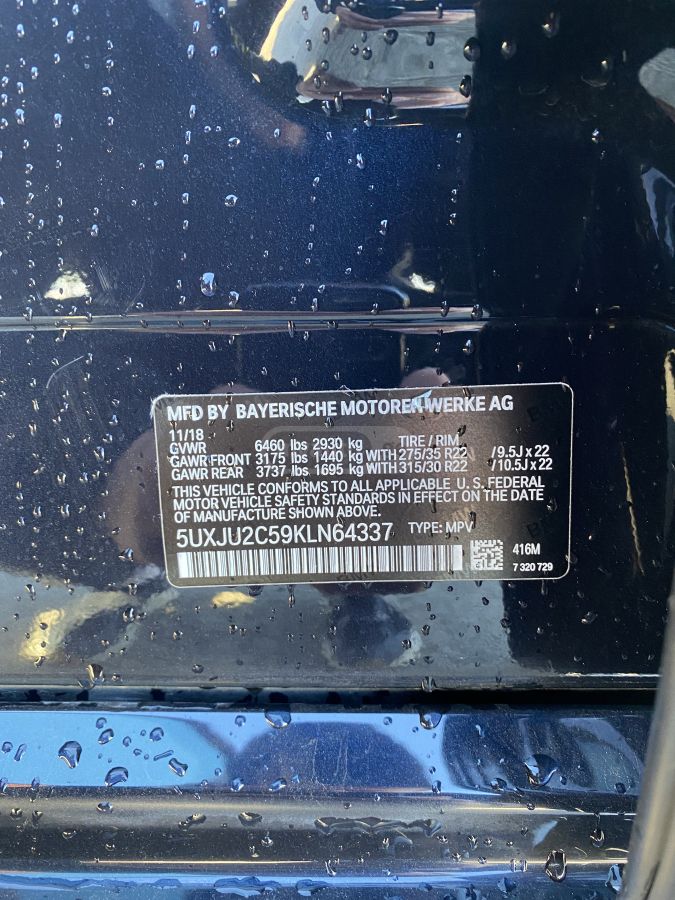 MFD BY BAYERISCHE MOTOREN WERKE AG
11/18
GVWR 6460 lbs 2930 kg TIRE / RIM
GAWR FRONT 3175 lbs 1440 kg WITH 275/35 R22 /9.5J x 22
GAWR REAR 3737 lbs 1695 kg WITH 315/30 R22 /10.5J x 22
THIS VEHICLE CONFORMS TO ALL APPLICABLE U.S. FEDERAL
MOTOR VEHICLE SAFETY STANDARDS IN EFFECT ON THE DATE
OF MANUFACTURE SHOWN ABOVE.
5UXJU2C59KLN64337 TYPE: MPV
416M
7 320 729